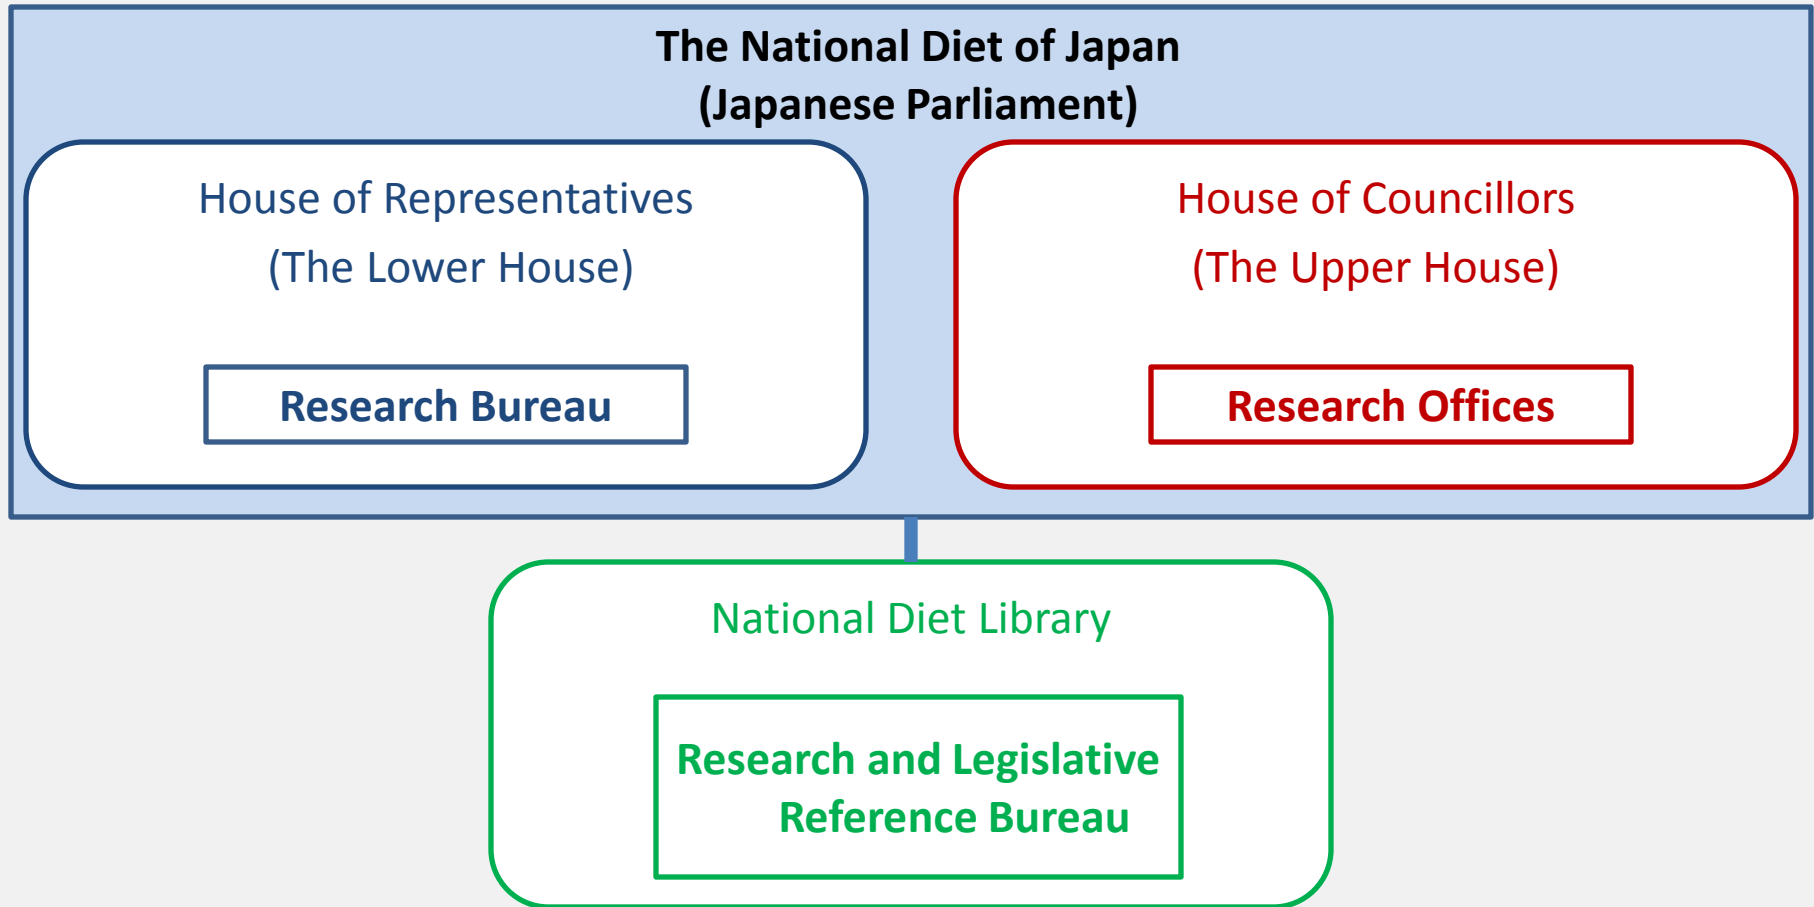 The National Diet of Japan
(Japanese Parliament)
House of Representatives
(The Lower House)
Research Bureau
House of Councillors
(The Upper House)
Research Offices
National Diet Library
Research and Legislative
Reference Bureau